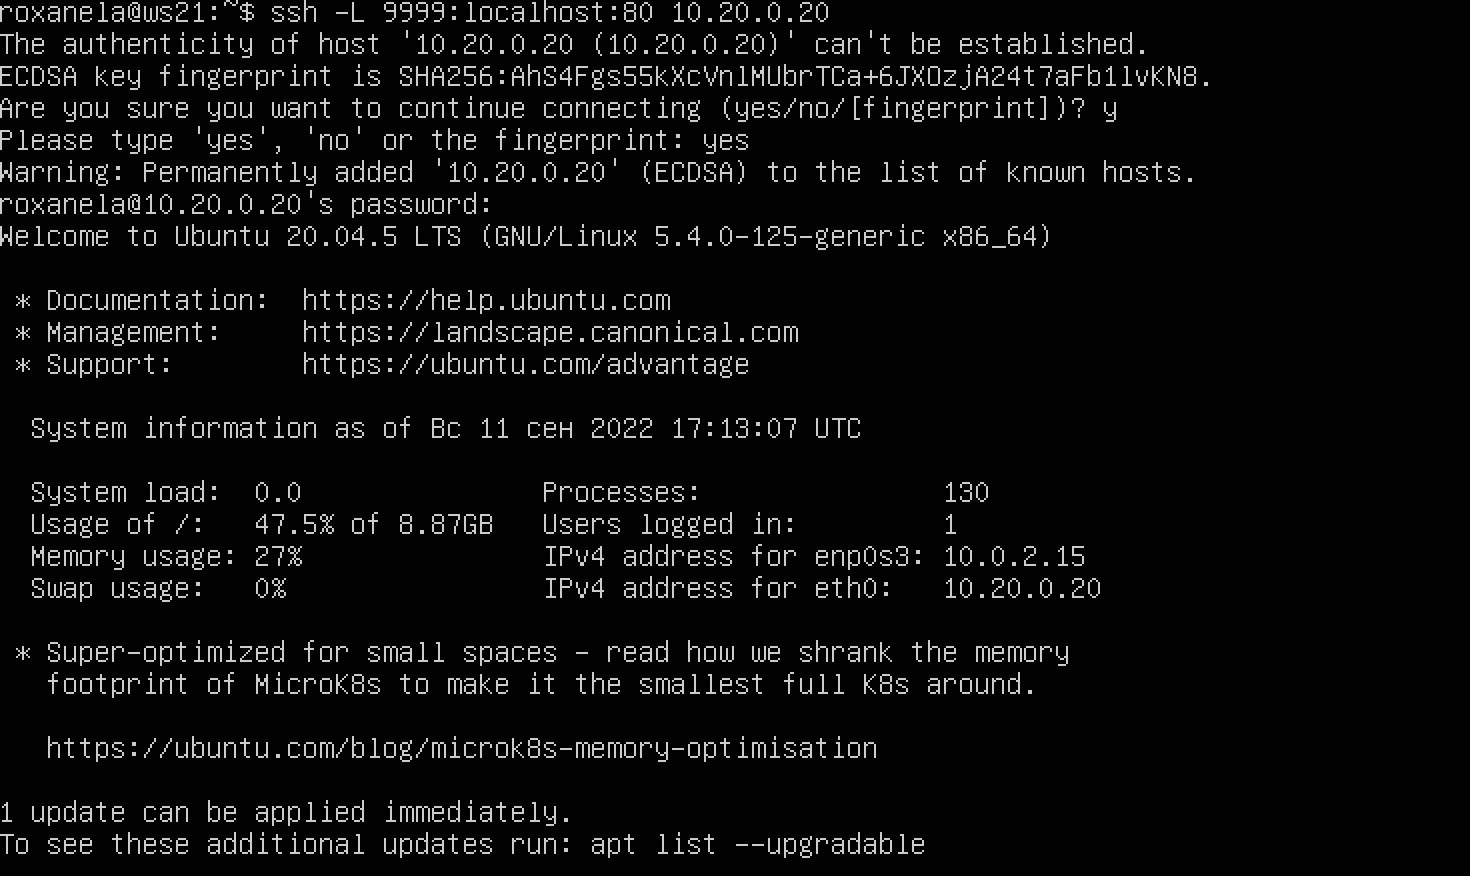 roxanela@ws21:~$ ssh -L 9999:localhost:80 10.20.0.20
The authenticity of host '10.20.0.20 (10.20.0.20)' can't be established.
ECDSA key fingerprint is SHA256:AhS4Fgs55kXcVnlMUbrTCa+6JXOzjA24t7aFb1lvKN8.
Are you sure you want to continue connecting (yes/no/[fingerprint])? y
Please type 'yes', 'no' or the fingerprint: yes
Warning: Permanently added '10.20.0.20' (ECDSA) to the list of known hosts.
roxanela@10.20.0.20's password:
Welcome to Ubuntu 20.04.5 LTS (GNU/Linux 5.4.0-125-generic x86_64)

 * Documentation:  https://help.ubuntu.com
 * Management:     https://landscape.canonical.com
 * Support:        https://ubuntu.com/advantage

  System information as of Вс 11 сен 2022 17:13:07 UTC

  System load:  0.0               Processes:               130
  Usage of /:   47.5% of 8.87GB   Users logged in:         1
  Memory usage: 27%               IPv4 address for enp0s3: 10.0.2.15
  Swap usage:   0%                IPv4 address for eth0:   10.20.0.20

 * Super-optimized for small spaces - read how we shrank the memory
   footprint of MicroK8s to make it the smallest full K8s around.

   https://ubuntu.com/blog/microk8s-memory-optimisation

1 update can be applied immediately.
To see these additional updates run: apt list --upgradable